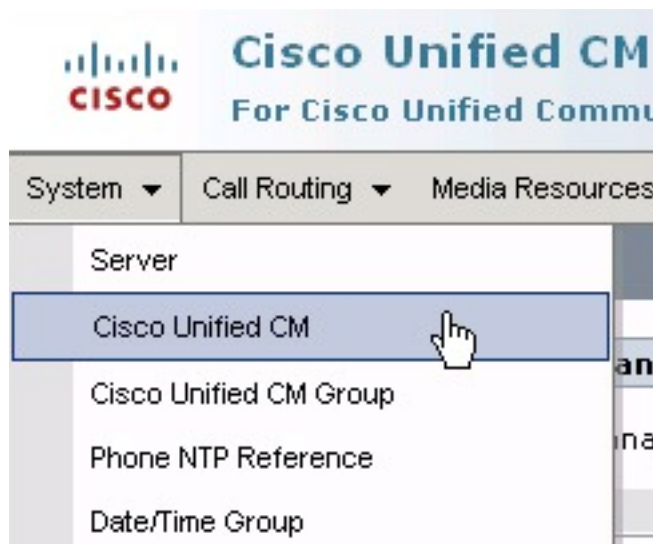 Cisco Unified CM
CISCO
For Cisco Unified Commu
System
Call Routing
Media Resources
Server
Cisco Unified CM
Cisco Unified CM Group
Phone NTP Reference
Date/Time Group